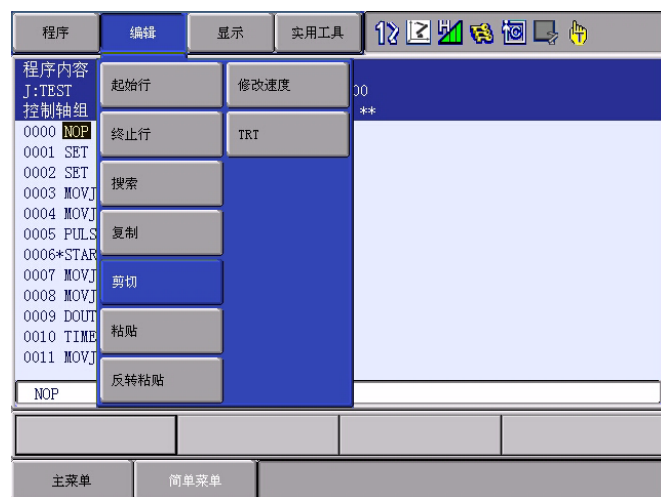 程序 编辑 显示 实用工具
程序内容
J:TEST
控制轴组 **
0000 NOP
0001 SET
0002 SET
0003 MOVJ
0004 MOVJ
0005 PULS
0006*STAR
0007 MOVJ
0008 MOVJ
0009 DOUT
0010 TIME
0011 MOVJ
起始行 修改速度
终止行 TRT
搜索
复制
剪切
粘贴
反转粘贴
NOP
主菜单 简单菜单